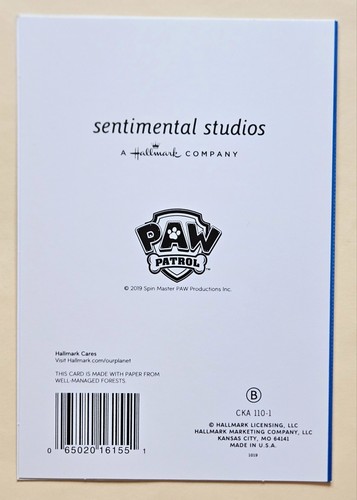 sentimental studios
A Hallmark COMPANY
PAW
PATROL
™
© 2019 Spin Master PAW Productions Inc.
Hallmark Cares
Visit Hallmark.com/ourplanet
THIS CARD IS MADE WITH PAPER FROM
WELL-MANAGED FORESTS.
0 65020 16155 1
B
CKA 110-1
© HALLMARK LICENSING, LLC
HALLMARK MARKETING COMPANY, LLC
KANSAS CITY, MO 64141
MADE IN U.S.A.